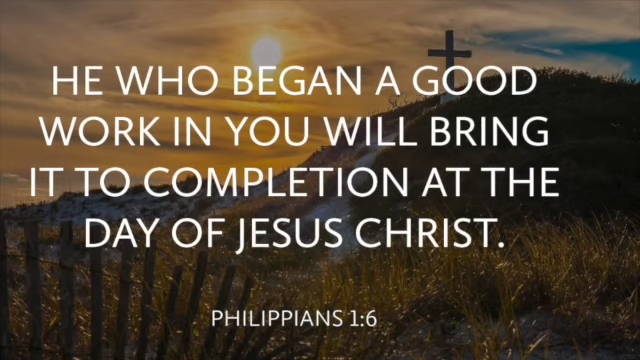 HE WHO BEGAN A GOOD
WORK IN YOU WILL BRING
IT TO COMPLETION AT THE
DAY OF JESUS CHRIST.
PHILIPPIANS 1:6